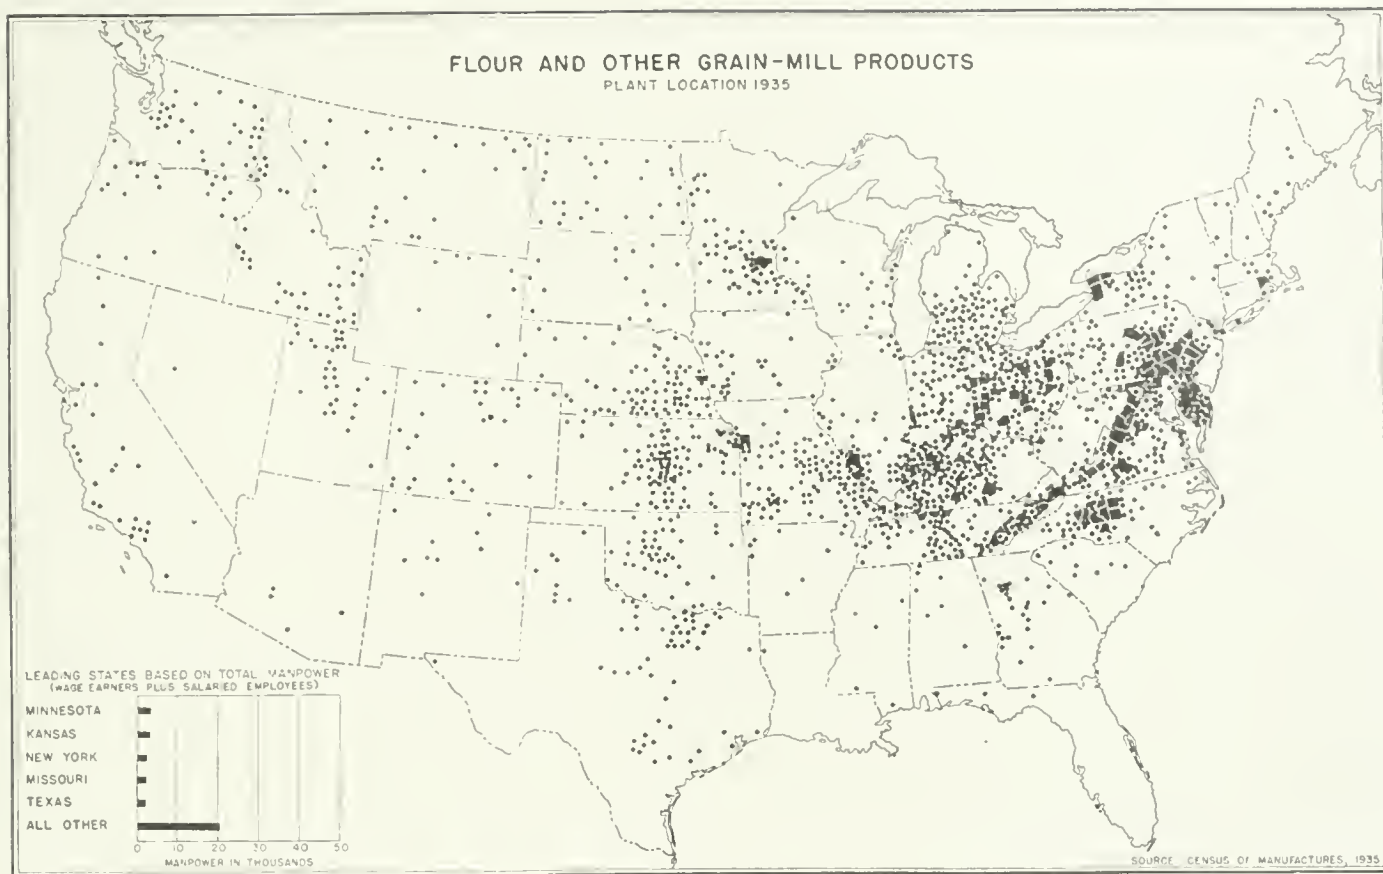 FLOUR AND OTHER GRAIN-MILL PRODUCTS
PLANT LOCATION 1935
LEADING STATES BASED ON TOTAL MANPOWER
(WAGE EARNERS PLUS SALARIED EMPLOYEES)
MINNESOTA
KANSAS
NEW YORK
MISSOURI
TEXAS
ALL OTHER
0 10 20 30 40 50
MANPOWER IN THOUSANDS
SOURCE: CENSUS OF MANUFACTURES, 1935